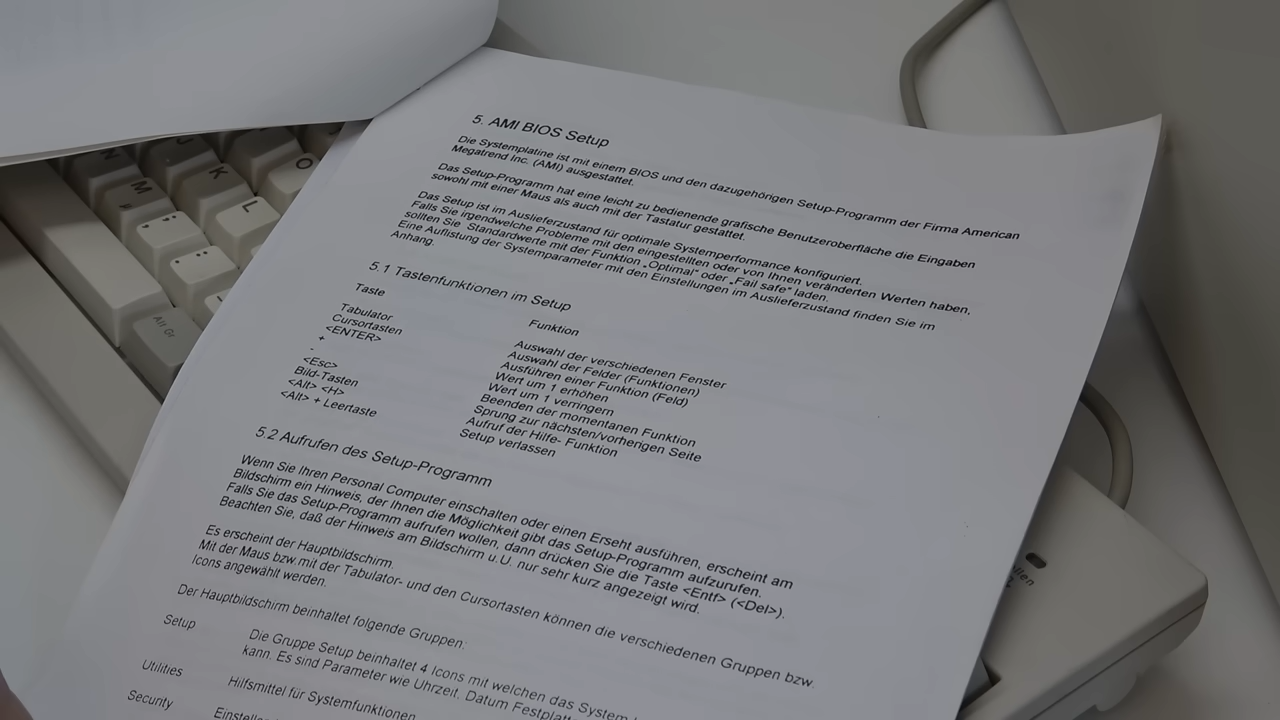 5. AMI BIOS Setup
Die Systemplatine ist mit einem BIOS und den dazugehörigen Setup-Programm der Firma American
Megatrend Inc. (AMI) ausgestattet.
Das Setup-Programm hat eine leicht zu bedienende grafische Benutzeroberfläche die Eingaben
sowohl mit einer Maus als auch mit der Tastatur gestattet.
Das Setup ist im Auslieferzustand für optimale Systemperformance konfiguriert.
Falls Sie irgendwelche Probleme mit den eingestellten oder von Ihnen veränderten Werten haben,
sollten Sie Standardwerte mit der Funktion „Optimal“ oder „Fail safe“ laden.
Eine Auflistung der Systemparameter mit den Einstellungen im Auslieferzustand finden Sie im
Anhang.
5.1 Tastenfunktionen im Setup
Taste Funktion
Tabulator Auswahl der verschiedenen Fenster
Cursortasten Auswahl der Felder (Funktionen)
<ENTER> Ausführen einer Funktion (Feld)
+ Wert um 1 erhöhen
- Wert um 1 verringern
<Esc> Beenden der momentanen Funktion
Bild-Tasten Sprung zur nächsten/vorherigen Seite
<Alt> <H> Aufruf der Hilfe- Funktion
<Alt> + Leertaste Setup verlassen
5.2 Aufrufen des Setup-Programm
Wenn Sie Ihren Personal Computer einschalten oder einen Erseht ausführen, erscheint am
Bildschirm ein Hinweis, der Ihnen die Möglichkeit gibt das Setup-Programm aufzurufen.
Falls Sie das Setup-Programm aufrufen wollen, dann drücken Sie die Taste <Entf> (<Del>).
Beachten Sie, daß der Hinweis am Bildschirm u.U. nur sehr kurz angezeigt wird.
Es erscheint der Hauptbildschirm.
Mit der Maus bzw.mit der Tabulator- und den Cursortasten können die verschiedenen Gruppen bzw.
Icons angewählt werden.
Der Hauptbildschirm beinhaltet folgende Gruppen:
Setup Die Gruppe Setup beinhaltet 4 Icons mit welchen das System
kann. Es sind Parameter wie Uhrzeit, Datum
Utilities Hilfsmittel für Systemfunktionen
Security
N
J
O
M
K
L
Alt Gr